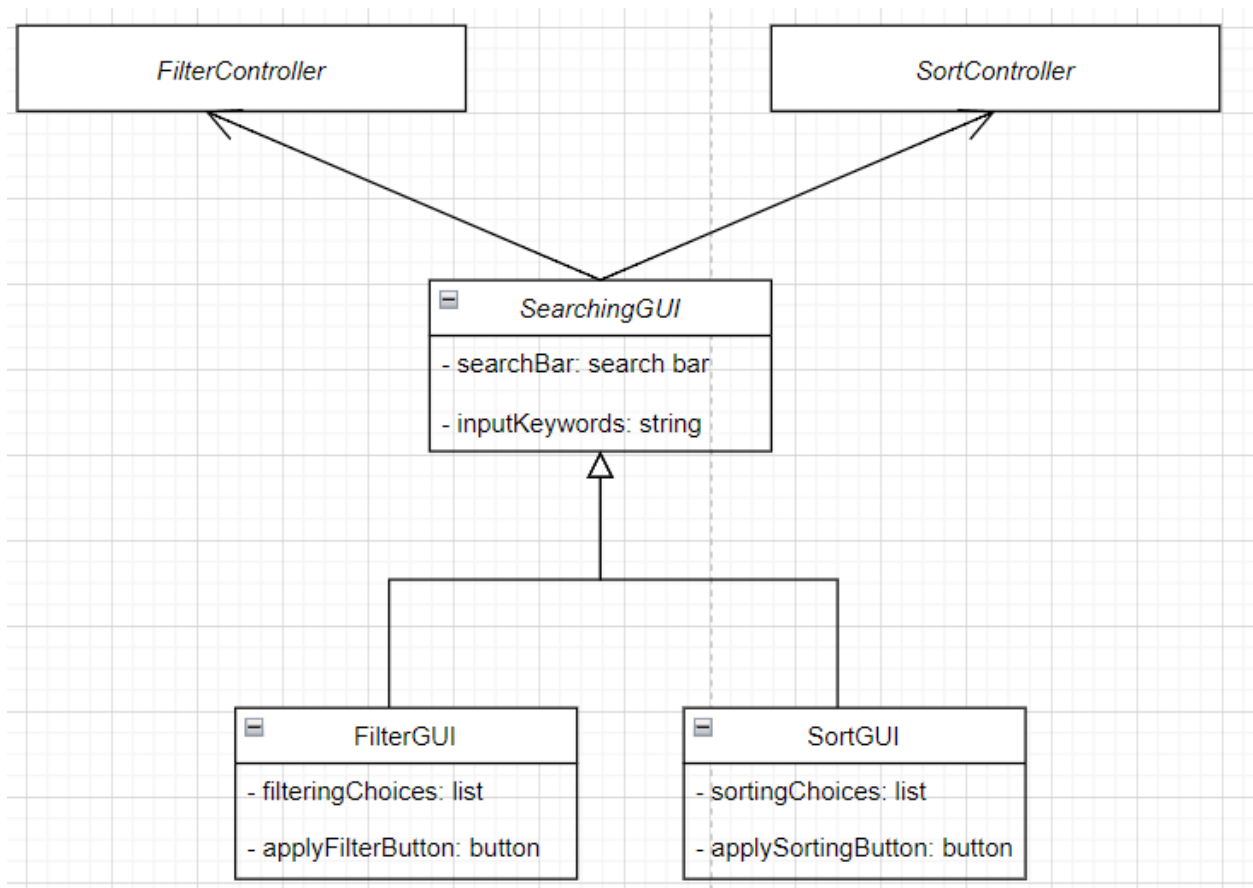 FilterController
SortController
SearchingGUI
- searchBar: search bar
- inputKeywords: string
FilterGUI
- filteringChoices: list
- applyFilterButton: button
SortGUI
- sortingChoices: list
- applySortingButton: button